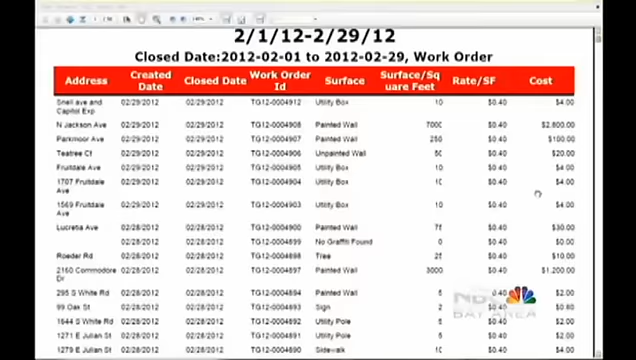 2/1/12-2/29/12
Closed Date:2012-02-01 to 2012-02-29, Work Order
Address Created Date Closed Date Work Order Id Surface Surface/Square Feet Rate/SF Cost
Snell ave and Capitol Exp 02/29/2012 02/29/2012 TG12-0004912 Utility Box 10 $0.40 $4.00
N Jackson Ave 02/29/2012 02/29/2012 TG12-0004908 Painted Wall 7000 $0.40 $2,800.00
Parkmoor Ave 02/29/2012 02/29/2012 TG12-0004907 Painted Wall 250 $0.40 $100.00
Teatree Ct 02/29/2012 02/29/2012 TG12-0004906 Unpainted Wall 50 $0.40 $20.00
Fruitdale Ave 02/29/2012 02/29/2012 TG12-0004905 Utility Box 10 $0.40 $4.00
1707 Fruitdale Ave 02/29/2012 02/29/2012 TG12-0004904 Utility Box 10 $0.40 $4.00
1569 Fruitdale Ave 02/29/2012 02/29/2012 TG12-0004903 Utility Box 10 $0.40 $4.00
Lucretia Ave 02/28/2012 02/28/2012 TG12-0004900 Painted Wall 75 $0.40 $30.00
02/28/2012 02/28/2012 TG12-0004899 No Graffiti Found 0 $0.40 $0.00
Roeder Rd 02/28/2012 02/28/2012 TG12-0004898 Tree 25 $0.40 $10.00
2160 Commodore Dr 02/28/2012 02/28/2012 TG12-0004897 Painted Wall 3000 $0.40 $1,200.00
295 S White Rd 02/28/2012 02/28/2012 TG12-0004894 Painted Wall 5 $0.40 $2.00
99 Oak St 02/28/2012 02/28/2012 TG12-0004893 Sign 2 $0.40 $0.80
1644 S White Rd 02/28/2012 02/28/2012 TG12-0004892 Utility Pole 5 $0.40 $2.00
1271 E Julian St 02/28/2012 02/28/2012 TG12-0004891 Utility Pole 5 $0.40 $2.00
1279 E Julian St 02/28/2012 02/28/2012 TG12-0004890 Sidewalk 10 $0.40 $4.00
NBC
BAY AREA